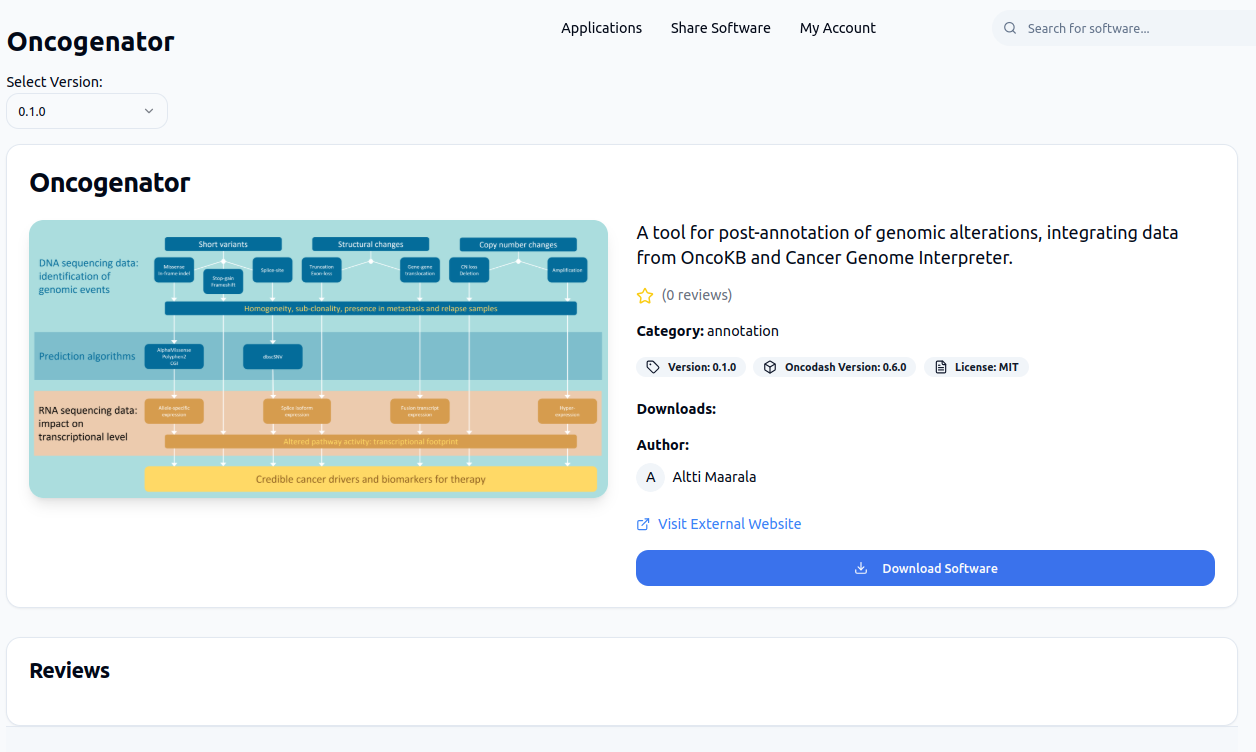 Oncogenator
Applications
Share Software
My Account
Search for software...
Select Version:
0.1.0
Oncogenator
Short variants
Structural changes
Copy number changes
DNA sequencing data:
identification of
genomic events
Missense
In frame indel
Stop-gain
Frameshift
Splice-site
Truncation
Exon-loss
Gene-gene
translocation
CN loss
Deletion
Amplification
Homogeneity, sub-clonality, presence in metastasis and relapse samples
Prediction algorithms
AlphaMissense
Polyphen2
CGI
dbscSNV
RNA sequencing data:
impact on
transcriptional level
Allele-specific
expression
Splice isoform
expression
Fusion transcript
expression
Hyper-
expression
Altered pathway activity: transcriptional footprint
Credible cancer drivers and biomarkers for therapy
A tool for post-annotation of genomic alterations, integrating data
from OncoKB and Cancer Genome Interpreter.
(0 reviews)
Category: annotation
Version: 0.1.0
Oncodash Version: 0.6.0
License: MIT
Downloads:
Author:
A
Altti Maarala
Visit External Website
Download Software
Reviews